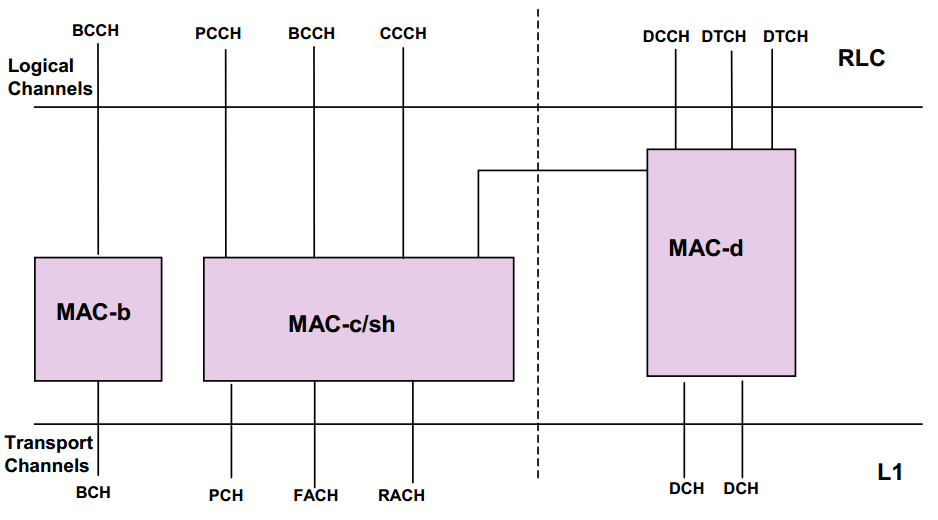 BCCH
PCCH
BCCH
CCCH
DCCH
DTCH
DTCH
RLC
Logical
Channels
MAC-d
MAC-b
MAC-c/sh
Transport
Channels
L1
BCH
PCH
FACH
RACH
DCH
DCH